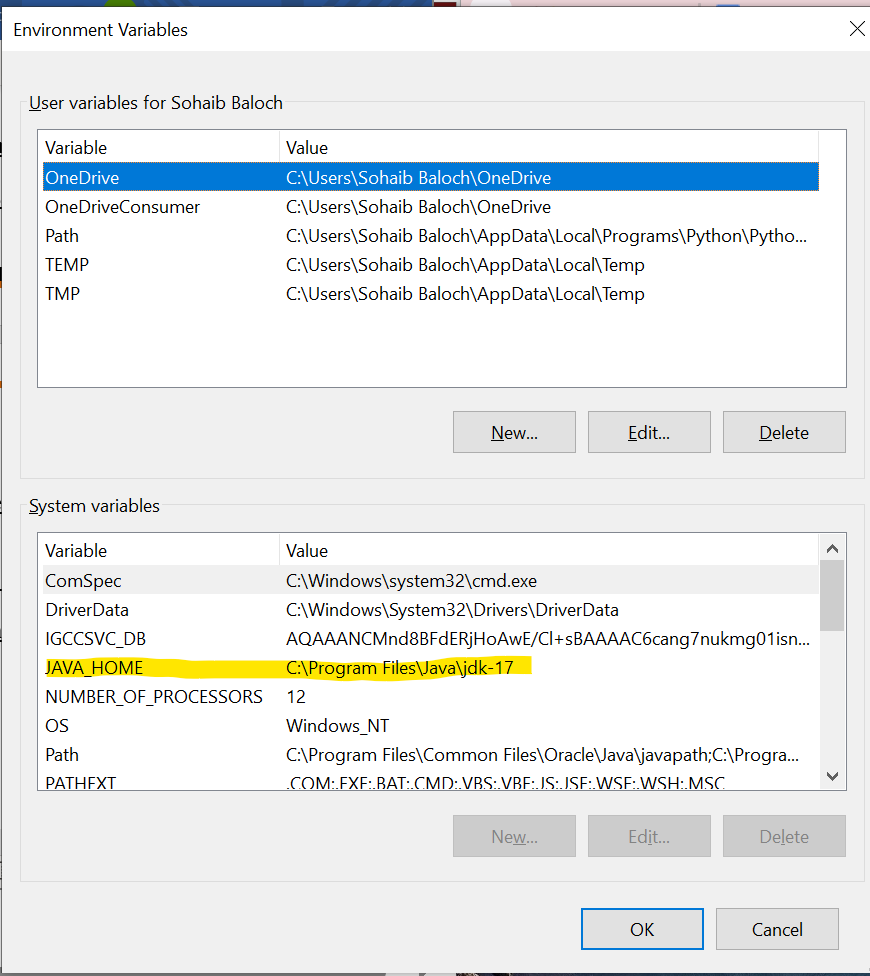 Environment Variables
User variables for Sohaib Baloch
Variable Value
OneDrive C:\Users\Sohaib Baloch\OneDrive
OneDriveConsumer C:\Users\Sohaib Baloch\OneDrive
Path C:\Users\Sohaib Baloch\AppData\Local\Programs\Python\Pytho...
TEMP C:\Users\Sohaib Baloch\AppData\Local\Temp
TMP C:\Users\Sohaib Baloch\AppData\Local\Temp
New... Edit... Delete
System variables
Variable Value
ComSpec C:\Windows\system32\cmd.exe
DriverData C:\Windows\System32\Drivers\DriverData
IGCCSVC_DB AQAAANCMnd8BFdERjHoAwE/Cl+sBAAAAC6cang7nukmg01isn...
JAVA_HOME C:\Program Files\Java\jdk-17
NUMBER_OF_PROCESSORS 12
OS Windows_NT
Path C:\Program Files\Common Files\Oracle\Java\javapath;C:\Progra...
PATHEXT .COM;.EXE;.BAT;.CMD;.VBS;.VBE;.JS;.JSE;.WSF;.WSH;.MSC
New... Edit... Delete
OK Cancel